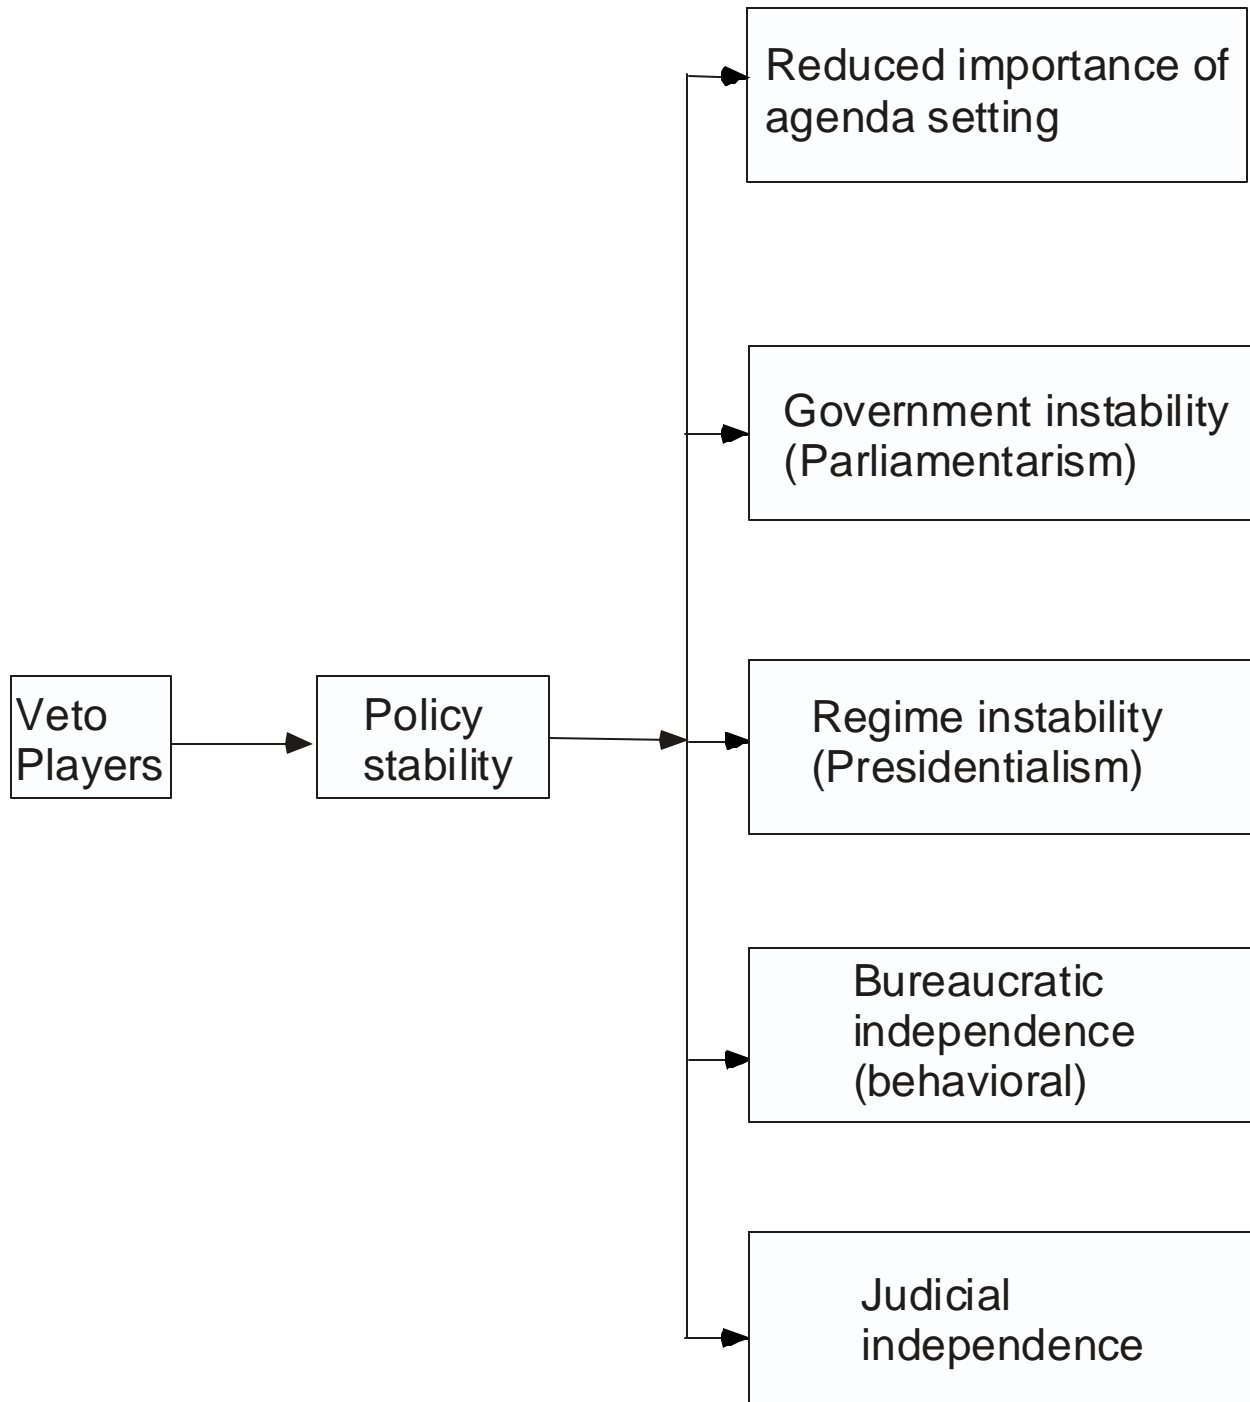 Reduced importance of
agenda setting
Government instability
(Parliamentarism)
Veto
Players
Policy
stability
Regime instability
(Presidentialism)
Bureaucratic
independence
(behavioral)
Judicial
independence